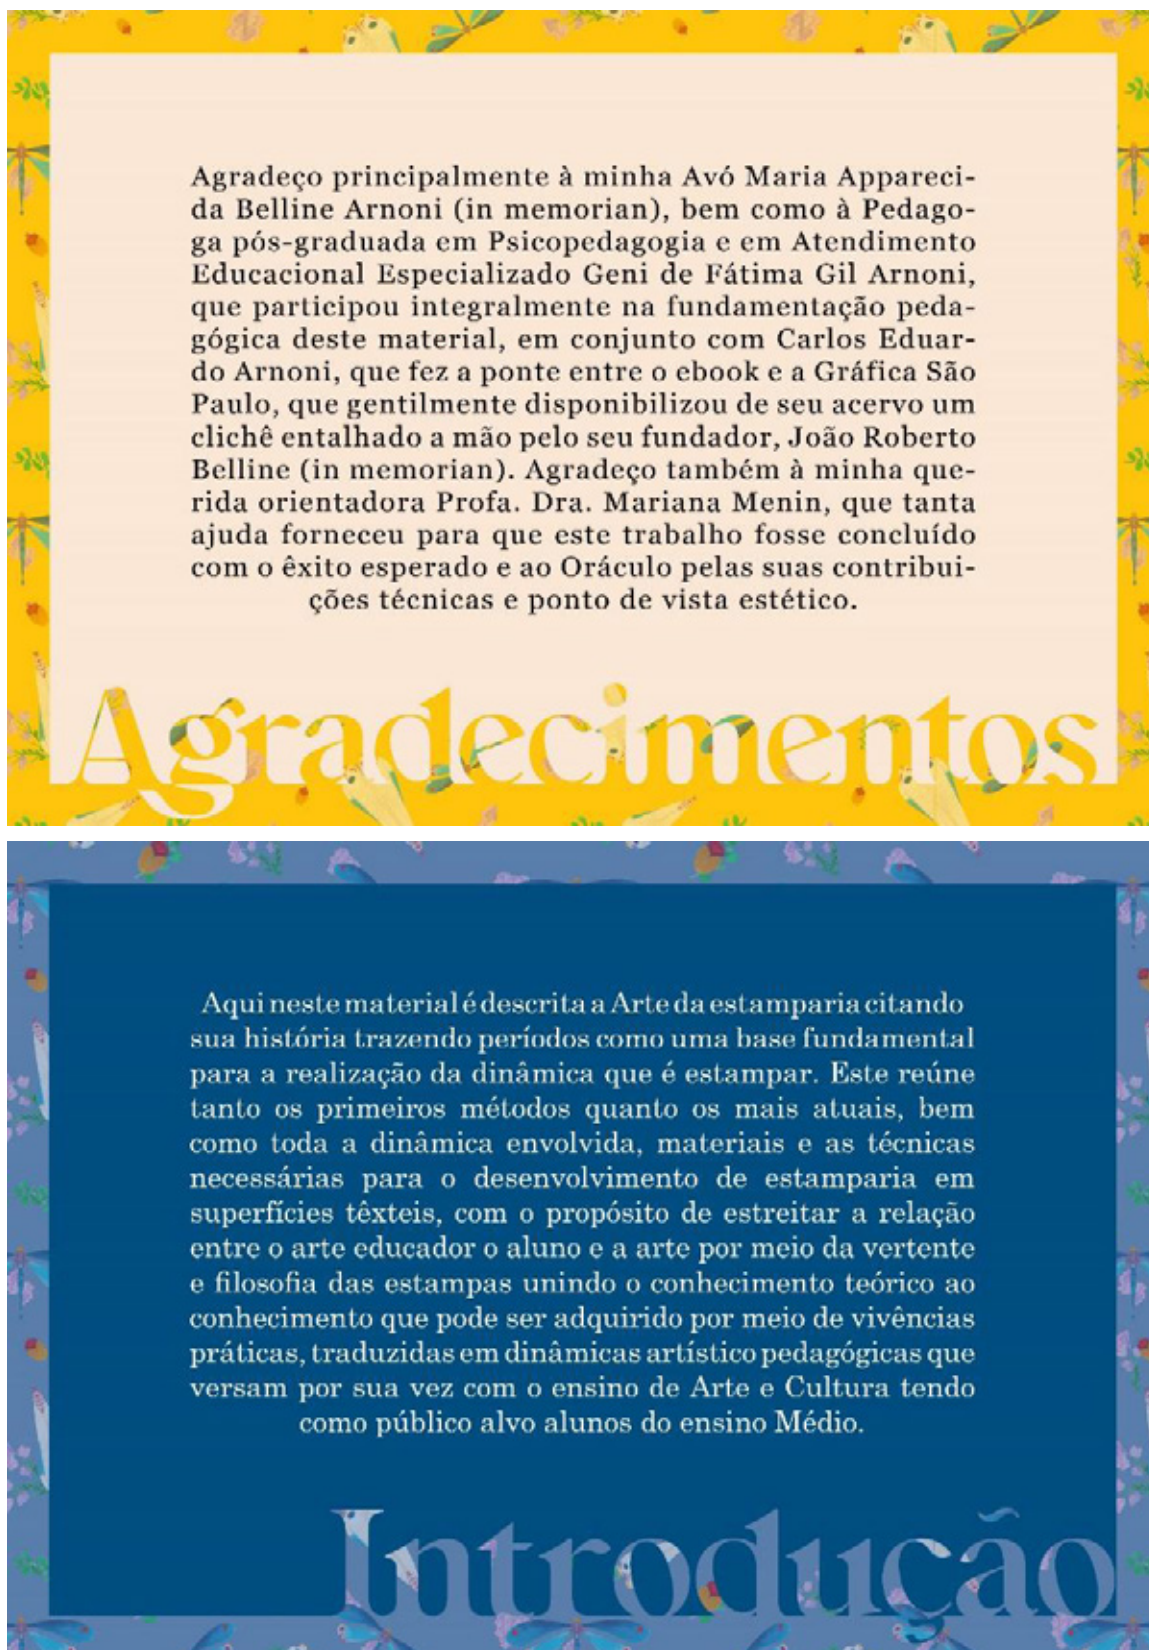 Agradeço principalmente à minha Avó Maria Appareci-
da Belline Arnoni (in memorian), bem como à Pedago-
ga pós-graduada em Psicopedagogia e em Atendimento
Educacional Especializado Geni de Fátima Gil Arnoni,
que participou integralmente na fundamentação peda-
gógica deste material, em conjunto com Carlos Eduar-
do Arnoni, que fez a ponte entre o ebook e a Gráfica São
Paulo, que gentilmente disponibilizou de seu acervo um
clichê entalhado a mão pelo seu fundador, João Roberto
Belline (in memorian). Agradeço também à minha que-
rida orientadora Profa. Dra. Mariana Menin, que tanta
ajuda forneceu para que este trabalho fosse concluído
com o êxito esperado e ao Oráculo pelas suas contribui-
ções técnicas e ponto de vista estético.
Agradecimentos
Aqui neste material é descrita a Arte da estamparia citando
sua história trazendo períodos como uma base fundamental
para a realização da dinâmica que é estampar. Este reúne
tanto os primeiros métodos quanto os mais atuais, bem
como toda a dinâmica envolvida, materiais e as técnicas
necessárias para o desenvolvimento de estamparia em
superfícies têxteis, com o propósito de estreitar a relação
entre o arte educador o aluno e a arte por meio da vertente
e filosofia das estampas unindo o conhecimento teórico ao
conhecimento que pode ser adquirido por meio de vivências
práticas, traduzidas em dinâmicas artístico pedagógicas que
versam por sua vez com o ensino de Arte e Cultura tendo
como público alvo alunos do ensino Médio.
Introdução